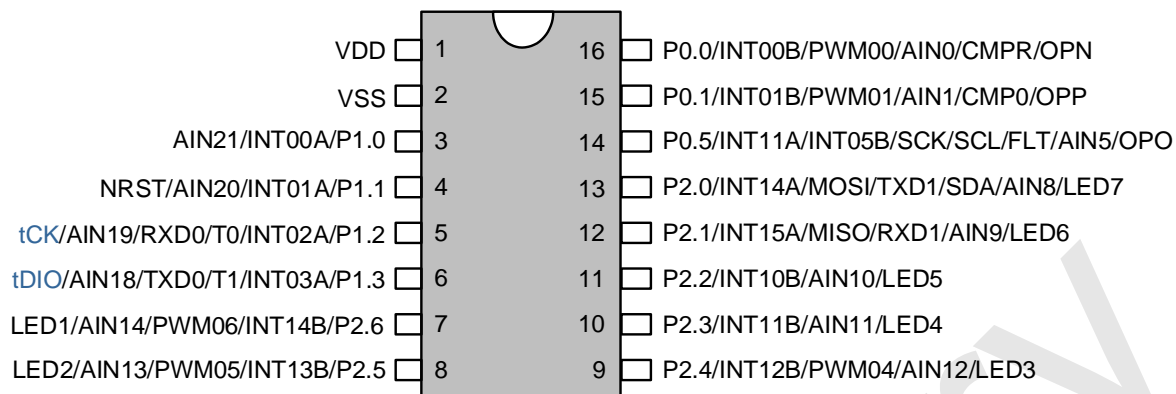 VDD 1 16 P0.0/INT00B/PWM00/AIN0/CMPR/OPN
VSS 2 15 P0.1/INT01B/PWM01/AIN1/CMP0/OPP
AIN21/INT00A/P1.0 3 14 P0.5/INT11A/INT05B/SCK/SCL/FLT/AIN5/OPO
NRST/AIN20/INT01A/P1.1 4 13 P2.0/INT14A/MOSI/TXD1/SDA/AIN8/LED7
tCK/AIN19/RXD0/T0/INT02A/P1.2 5 12 P2.1/INT15A/MISO/RXD1/AIN9/LED6
tDIO/AIN18/TXD0/T1/INT03A/P1.3 6 11 P2.2/INT10B/AIN10/LED5
LED1/AIN14/PWM06/INT14B/P2.6 7 10 P2.3/INT11B/AIN11/LED4
LED2/AIN13/PWM05/INT13B/P2.5 8 9 P2.4/INT12B/PWM04/AIN12/LED3